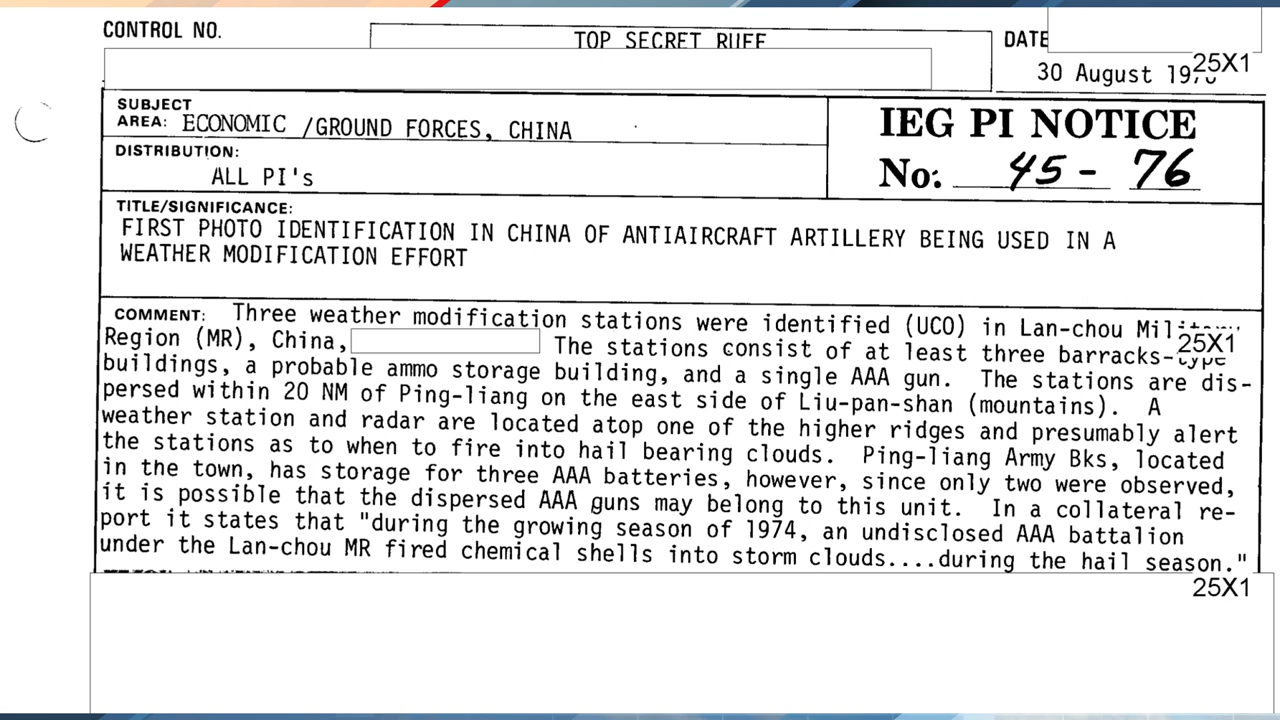 CONTROL NO.
TOP SECRET RUFF
DATE
25X1
30 August
SUBJECT
AREA: ECONOMIC /GROUND FORCES, CHINA
IEG PI NOTICE
No: 45 - 76
DISTRIBUTION:
ALL PI's
TITLE/SIGNIFICANCE:
FIRST PHOTO IDENTIFICATION IN CHINA OF ANTIAIRCRAFT ARTILLERY BEING USED IN A
WEATHER MODIFICATION EFFORT
COMMENT: Three weather modification stations were identified (UCO) in Lan-chou Military
25X1
Region (MR), China, The stations consist of at least three barracks-type
buildings, a probable ammo storage building, and a single AAA gun. The stations are dis-
persed within 20 NM of Ping-liang on the east side of Liu-pan-shan (mountains). A
weather station and radar are located atop one of the higher ridges and presumably alert
the stations as to when to fire into hail bearing clouds. Ping-liang Army Bks, located
in the town, has storage for three AAA batteries, however, since only two were observed,
it is possible that the dispersed AAA guns may belong to this unit. In a collateral re-
port it states that "during the growing season of 1974, an undisclosed AAA battalion
under the Lan-chou MR fired chemical shells into storm clouds....during the hail season."
25X1